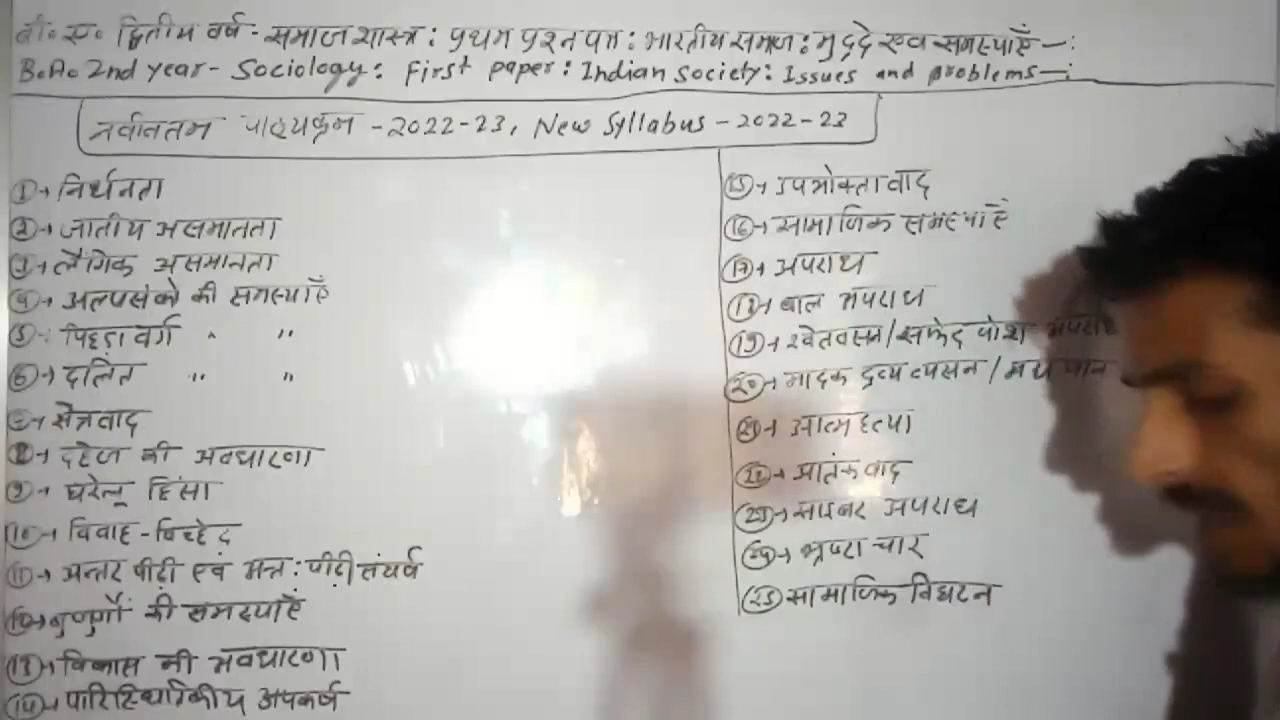 बी॰ए॰ द्वितीय वर्ष - समाज शास्त्र : प्रथम प्रश्न पत्र : भारतीय समाज : मुद्दे एवं समस्याएँ —:
B.A. 2nd year - Sociology : First paper : Indian Society : Issues and problems —:
नवीनतम पाठ्यक्रम - 2022-23, New Syllabus - 2022-23
① → निर्धनता
② → जातीय असमानता
③ → लैंगिक असमानता
④ → अल्पसंको की समस्याएँ
⑤ → पिछड़ा वर्ग " "
⑥ → दलित " "
⑦ → क्षेत्रवाद
⑧ → दहेज की अवधारणा
⑨ → घरेलू हिंसा
⑩ → विवाह - विच्छेद
⑪ → अन्तर पीढ़ी एवं अन्त : पीढ़ी संघर्ष
⑫ → बुजुर्गों की समस्याएँ
⑬ → विकास की अवधारणा
⑭ → पारिस्थितिकीय अपकर्ष
⑮ → उपभोक्तावाद
⑯ → सामाजिक समस्याएँ
⑰ → अपराध
⑱ → बाल अपराध
⑲ → श्वेतवसन / सफेद पोश अपराध
⑳ → मादक द्रव्य व्यसन / मद्यपान
㉑ → आत्महत्या
㉒ → आतंकवाद
㉓ → साइबर अपराध
㉔ → भ्रष्टाचार
㉕ सामाजिक विघटन